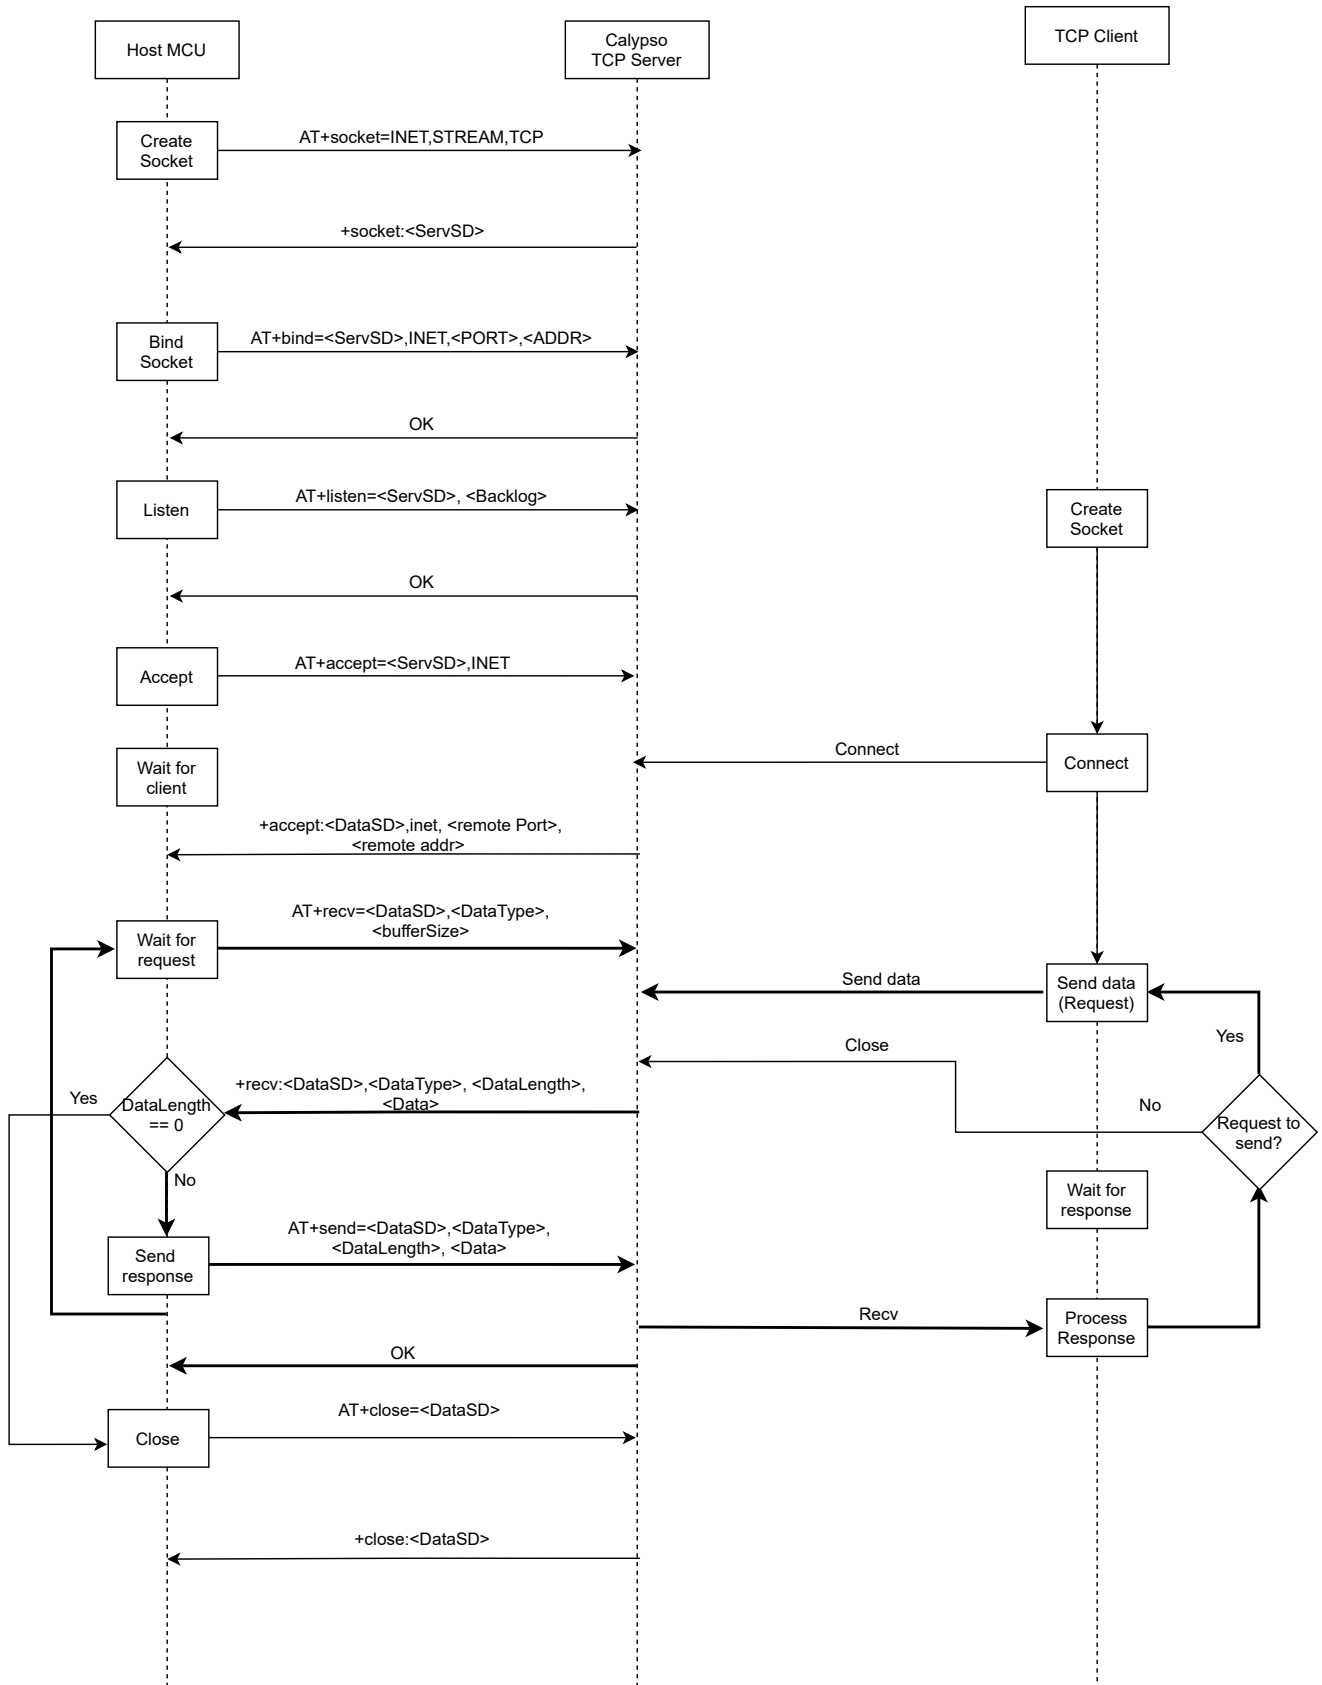 Host MCU
Calypso
TCP Server
TCP Client
Create
Socket
AT+socket=INET,STREAM,TCP
+socket:<ServSD>
Bind
Socket
AT+bind=<ServSD>,INET,<PORT>,<ADDR>
OK
Listen
AT+listen=<ServSD>, <Backlog>
Create
Socket
OK
Accept
AT+accept=<ServSD>,INET
Wait for
client
Connect
Connect
+accept:<DataSD>,inet, <remote Port>,
<remote addr>
Wait for
request
AT+recv=<DataSD>,<DataType>,
<bufferSize>
Send data
Send data
(Request)
Yes
Close
Yes
DataLength
== 0
+recv:<DataSD>,<DataType>, <DataLength>,
<Data>
No
Request to
send?
No
Wait for
response
Send
response
AT+send=<DataSD>,<DataType>,
<DataLength>, <Data>
Recv
Process
Response
OK
Close
AT+close=<DataSD>
+close:<DataSD>